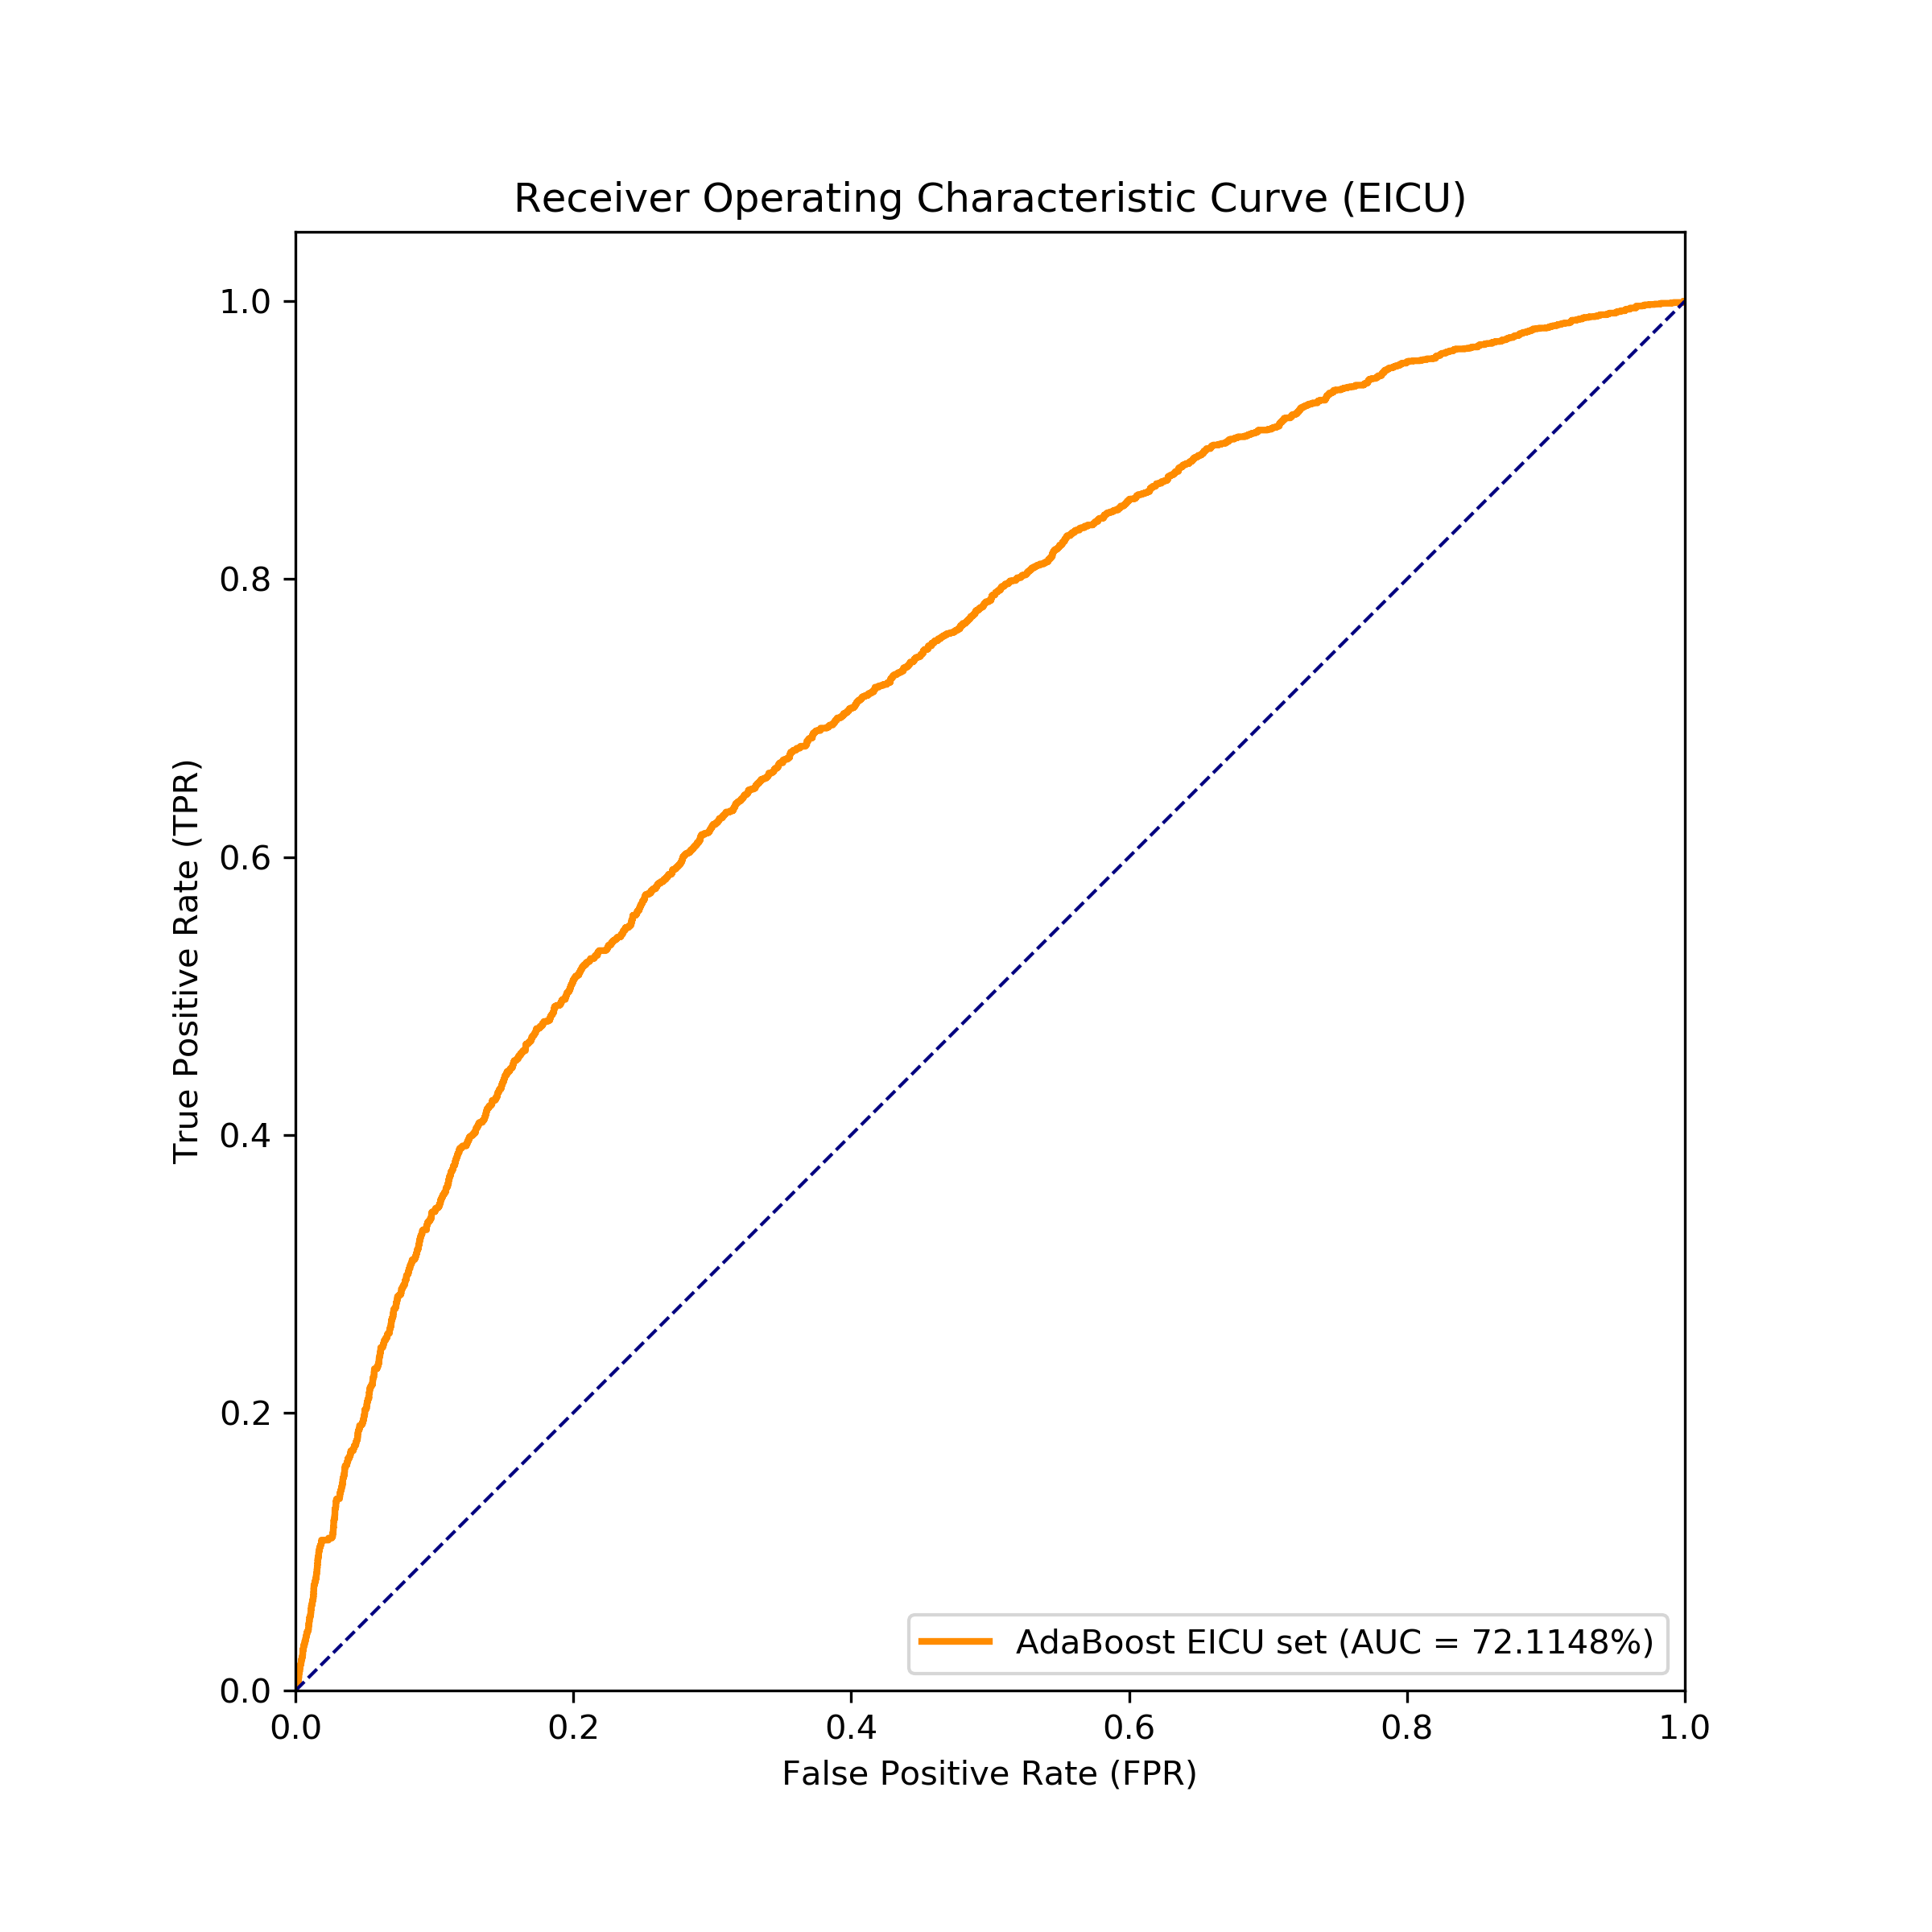 Receiver Operating Characteristic Curve (EICU)
True Positive Rate (TPR)
1.0
0.8
0.6
0.4
0.2
0.0
0.0 0.2 0.4 0.6 0.8 1.0
False Positive Rate (FPR)
AdaBoost EICU set (AUC = 72.1148%)